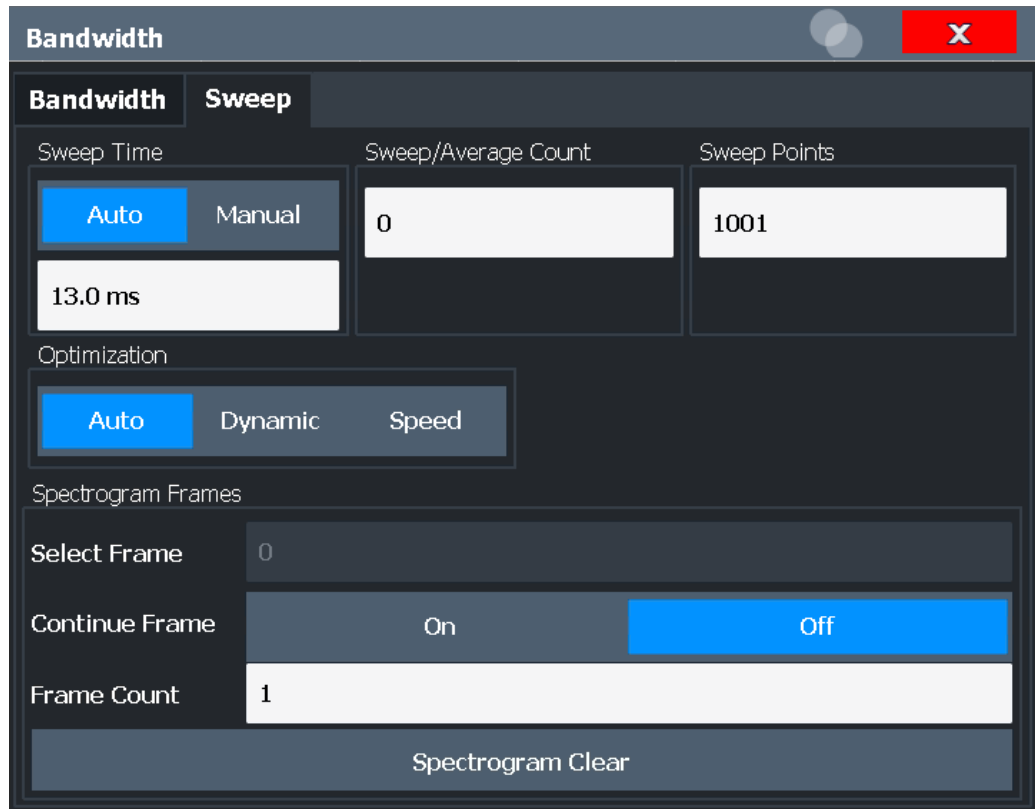 Bandwidth X
Bandwidth Sweep
Sweep Time Sweep/Average Count Sweep Points
Auto Manual 0 1001
13.0 ms
Optimization
Auto Dynamic Speed
Spectrogram Frames
Select Frame 0
Continue Frame On Off
Frame Count 1
Spectrogram Clear